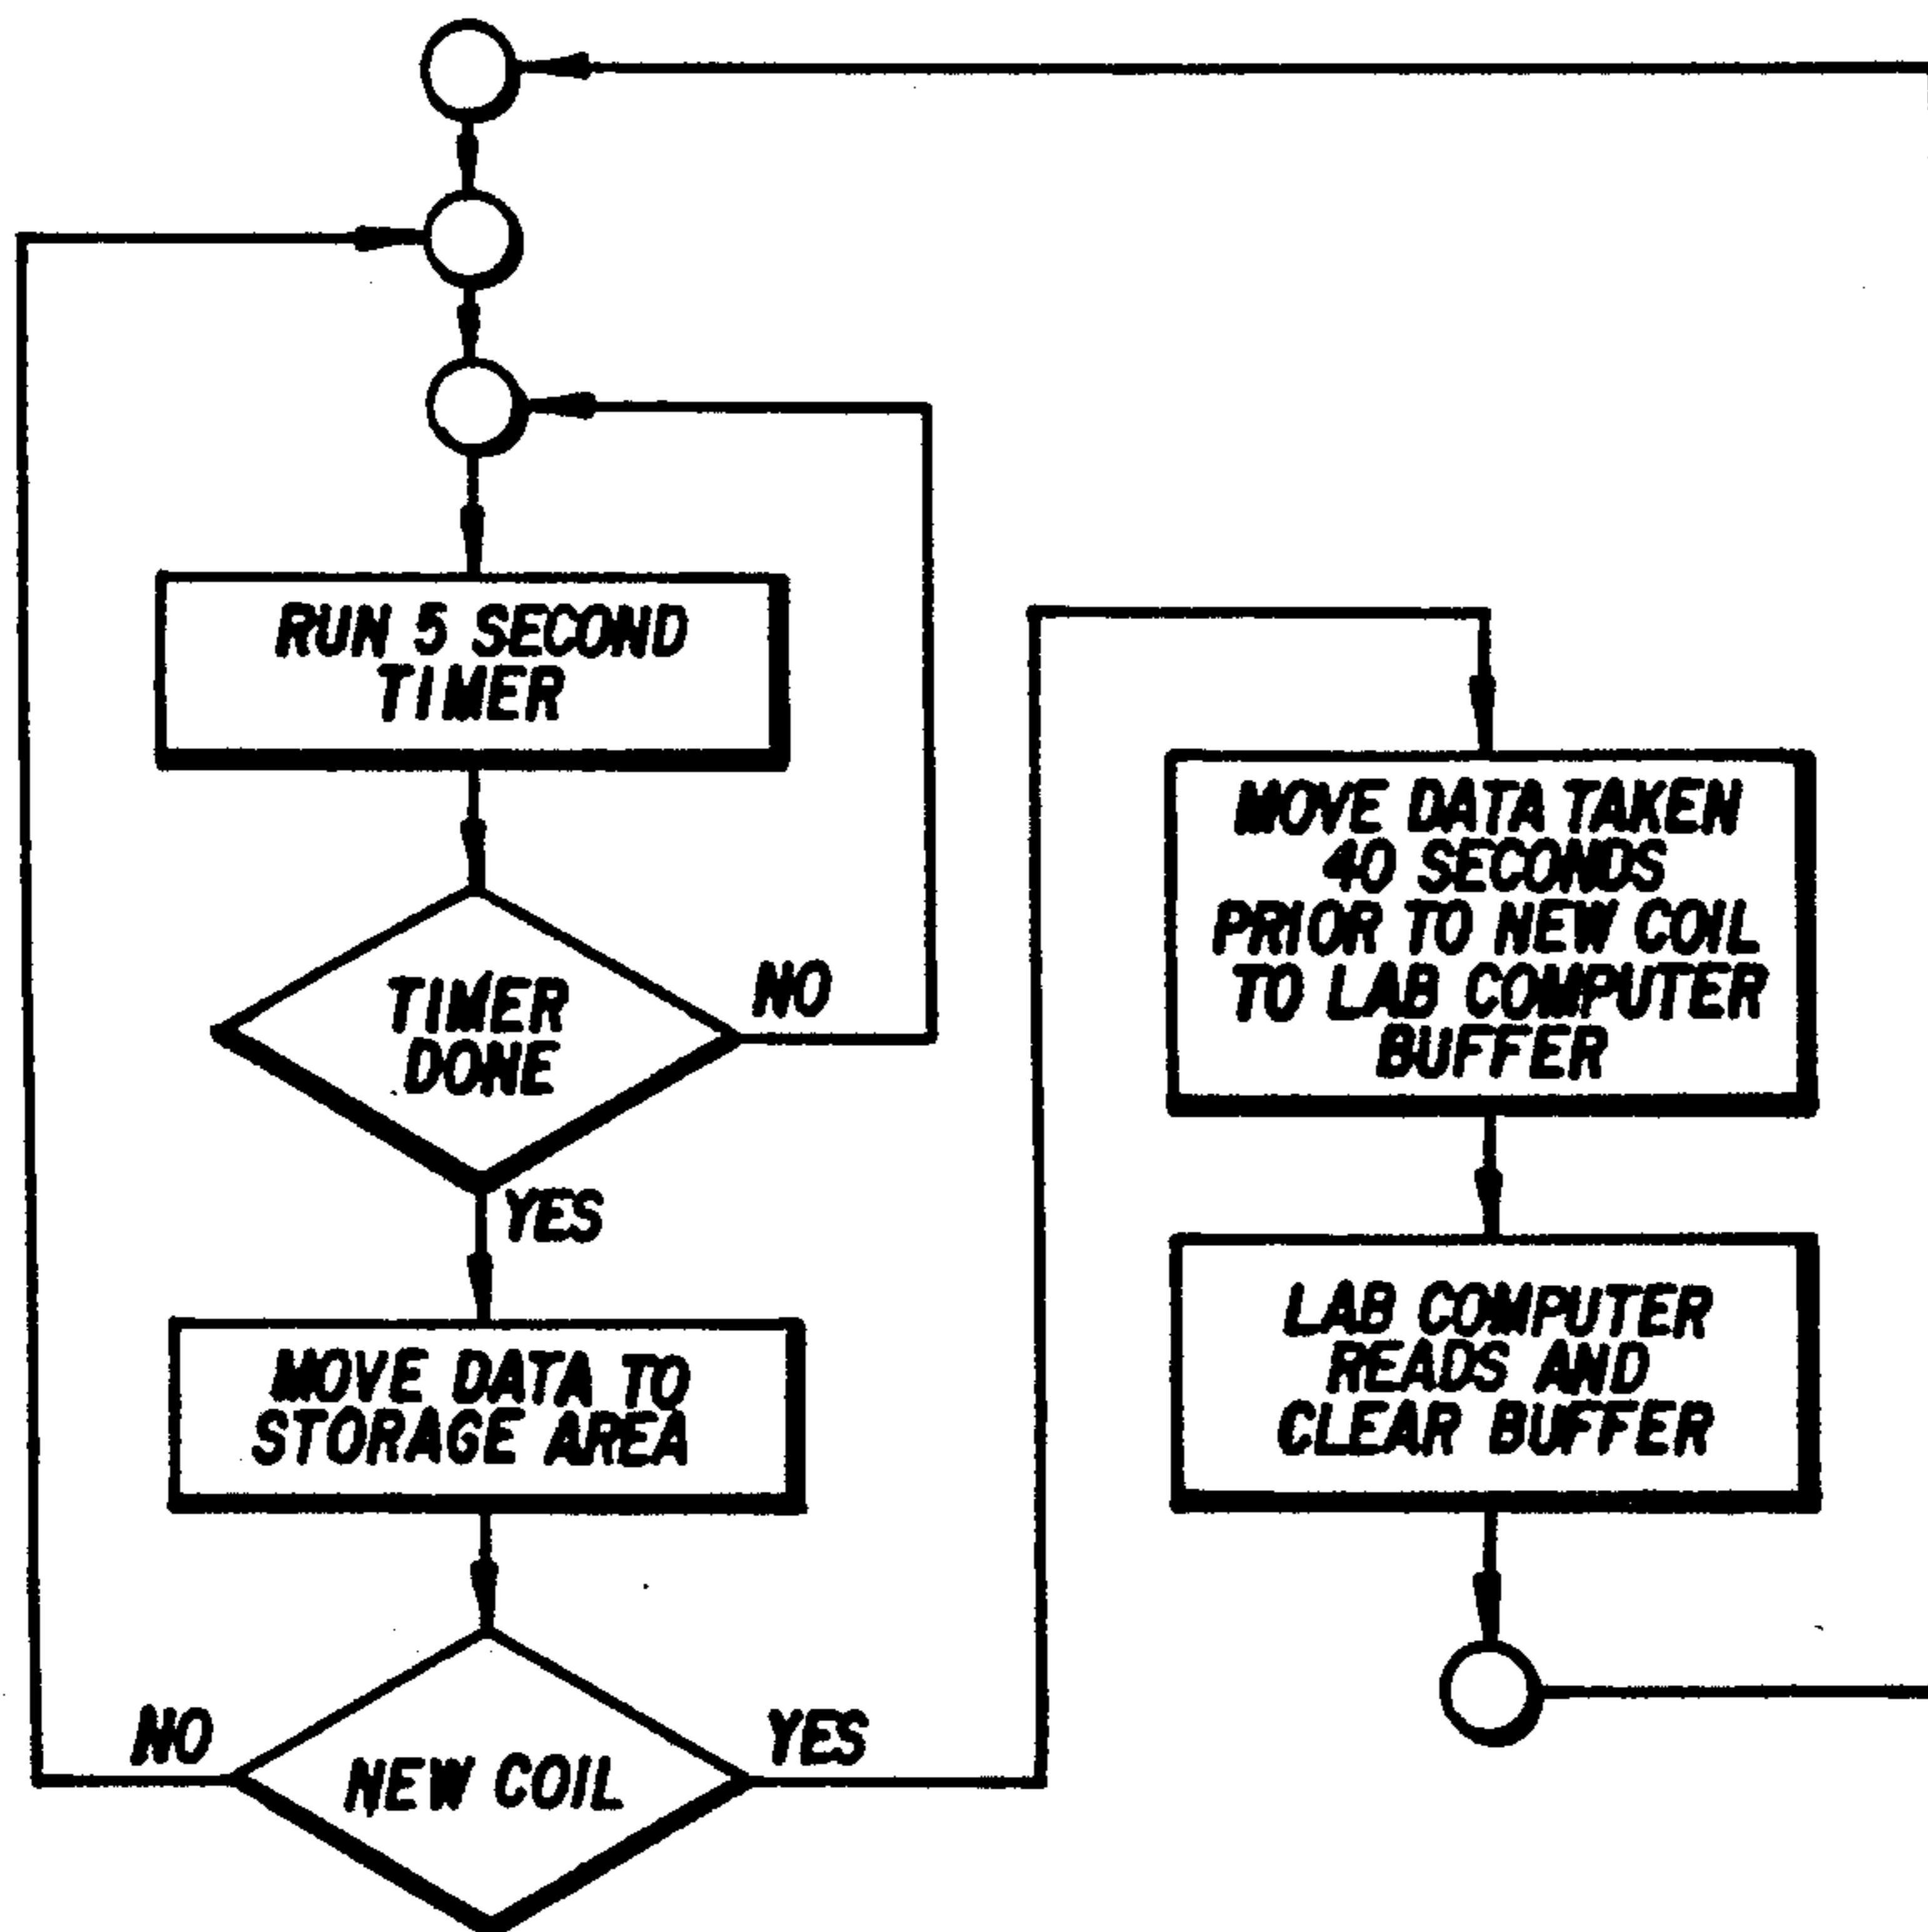 RUN 5 SECOND
TIMER
TIMER
DONE
NO
YES
MOVE DATA TO
STORAGE AREA
NEW COIL
NO
YES
MOVE DATA TAKEN
40 SECONDS
PRIOR TO NEW COIL
TO LAB COMPUTER
BUFFER
LAB COMPUTER
READS AND
CLEAR BUFFER